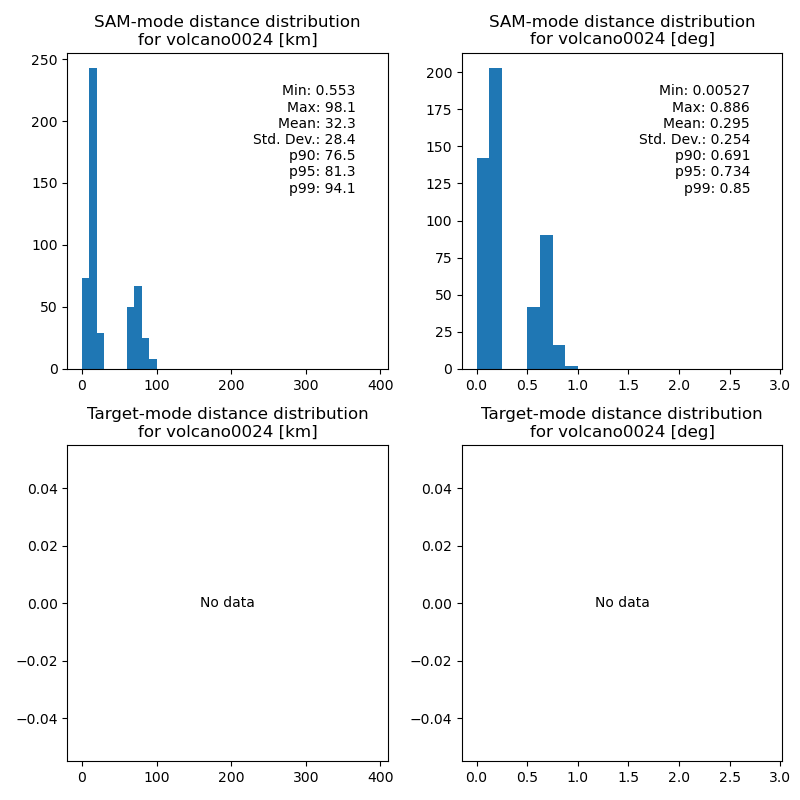 SAM-mode distance distribution
for volcano0024 [km]
250
200
150
100
50
0
0 100 200 300 400
Min: 0.553
Max: 98.1
Mean: 32.3
Std. Dev.: 28.4
p90: 76.5
p95: 81.3
p99: 94.1
SAM-mode distance distribution
for volcano0024 [deg]
200
175
150
125
100
75
50
25
0
0.0 0.5 1.0 1.5 2.0 2.5 3.0
Min: 0.00527
Max: 0.886
Mean: 0.295
Std. Dev.: 0.254
p90: 0.691
p95: 0.734
p99: 0.85
Target-mode distance distribution
for volcano0024 [km]
0.04
0.02
0.00
−0.02
−0.04
No data
0 100 200 300 400
Target-mode distance distribution
for volcano0024 [deg]
0.04
0.02
0.00
−0.02
−0.04
No data
0.0 0.5 1.0 1.5 2.0 2.5 3.0